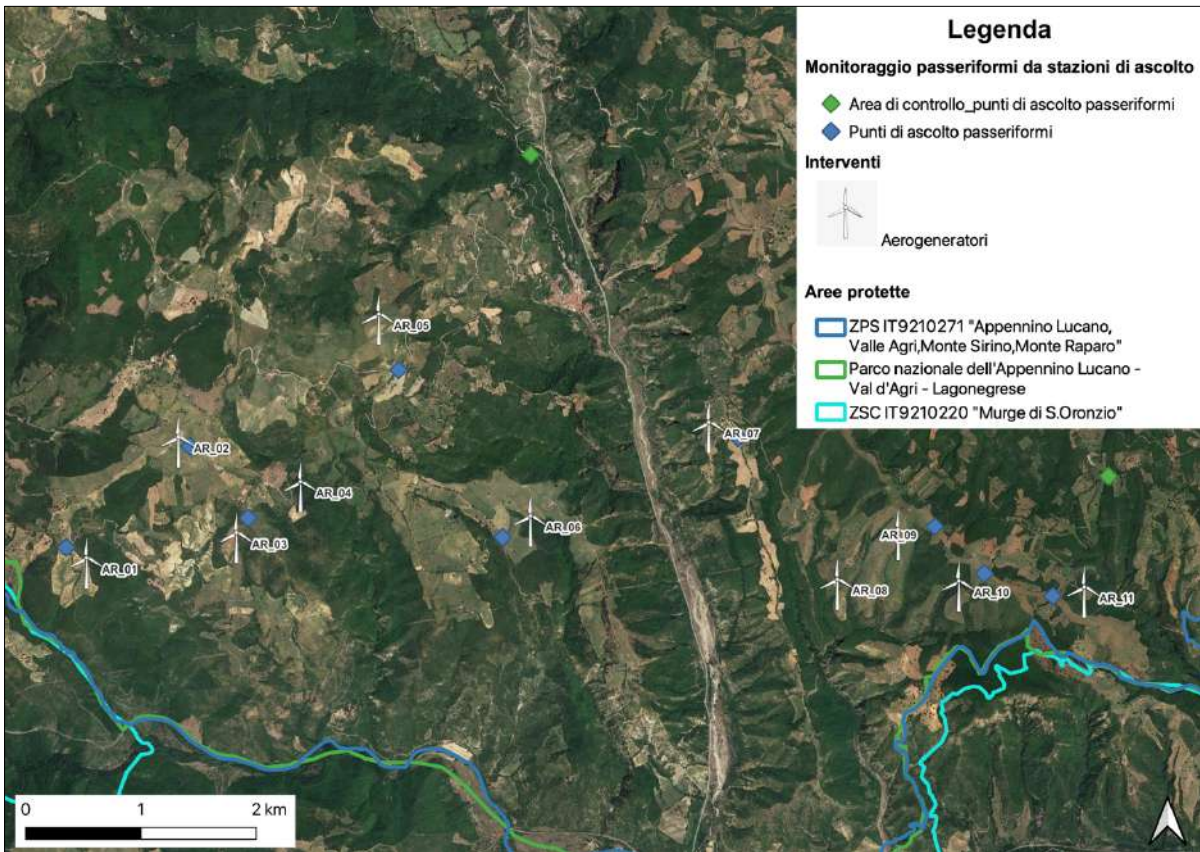 Legenda
Monitoraggio passeriformi da stazioni di ascolto
Area di controllo_punti di ascolto passeriformi
Punti di ascolto passeriformi
Interventi
Aerogeneratori
Aree protette
ZPS IT9210271 "Appennino Lucano,
Valle Agri,Monte Sirino,Monte Raparo"
Parco nazionale dell'Appennino Lucano -
Val d'Agri - Lagonegrese
ZSC IT9210220 "Murge di S.Oronzio"
AR_05
AR_02
AR_07
AR_04
AR_06
AR_03
AR_09
AR_01
AR_08
AR_10
AR_11
0 1 2 km